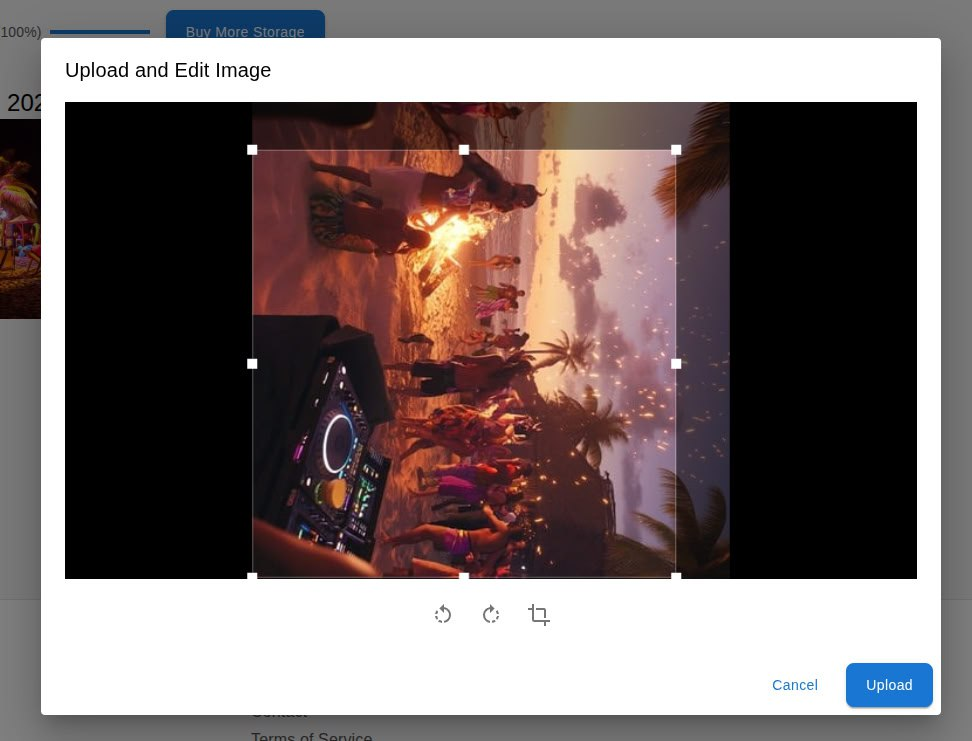 100%)
Buy More Storage
Upload and Edit Image
202
Cancel
Upload
Contact
Terms of Service